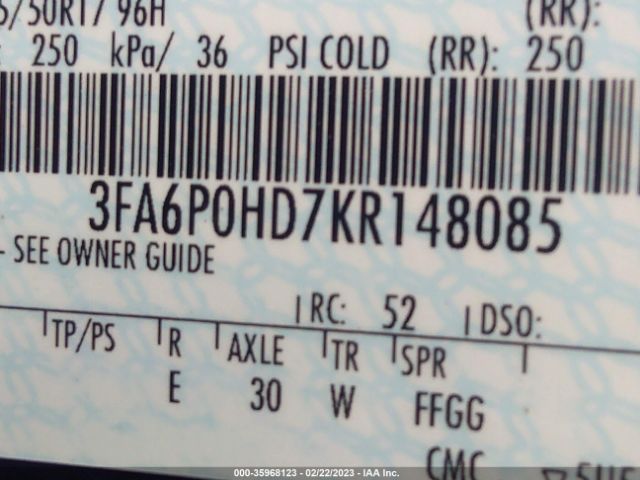 /50R17 96H (RR):
250 kPa/ 36 PSI COLD (RR): 250
3FA6P0HD7KR148085
- SEE OWNER GUIDE
RC: 52 DSO:
TP/PS R AXLE TR SPR
E 30 W FFGG
CMC
000-35968123 - 02/22/2023 - IAA Inc.